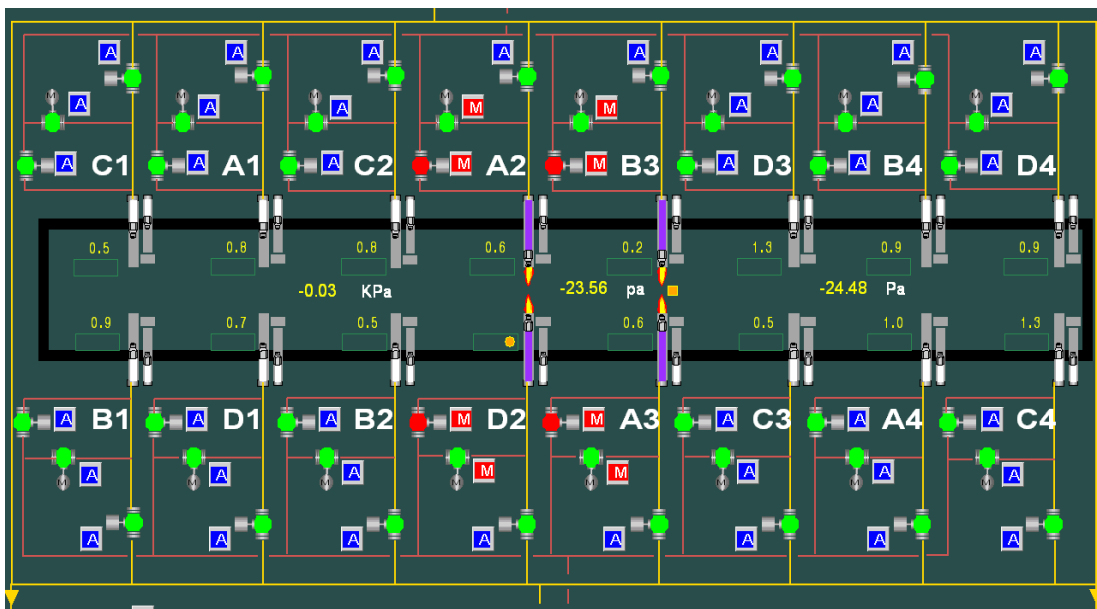 A A A A A A A A
M M M M M M M M
A A A M M A A A
A C1 A A1 A C2 M A2 M B3 A D3 A B4 A D4
0.5 0.8 0.8 0.6 0.2 1.3 0.9 0.9
-0.03 KPa -23.56 pa -24.48 Pa
0.9 0.7 0.5 0.6 0.5 1.0 1.3
A B1 A D1 A B2 M D2 M A3 A C3 A A4 A C4
A A A M M A A A
M M M M M M M M
A A A A A A A A